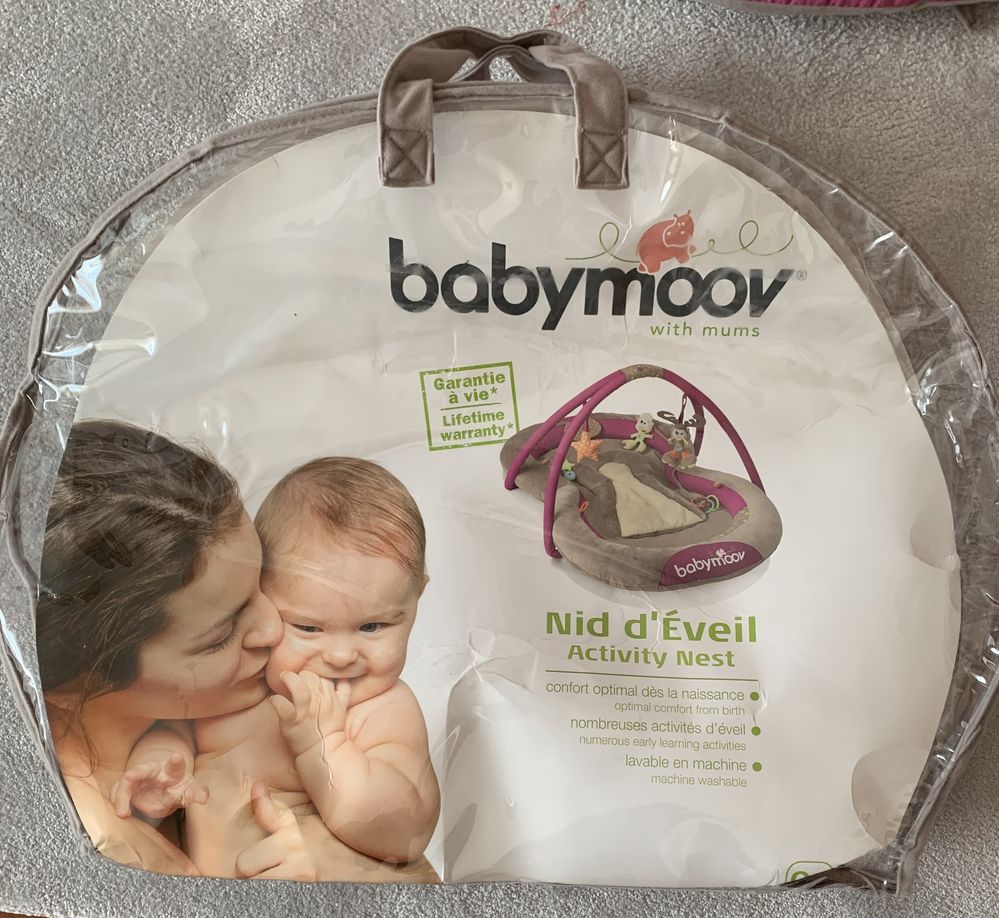 babymoov®
with mums
Garantie
à vie*
Lifetime
warranty*
babymoov
Nid d'Éveil
Activity Nest
confort optimal dès la naissance
optimal comfort from birth
nombreuses activités d'éveil
numerous early learning activities
lavable en machine
machine washable